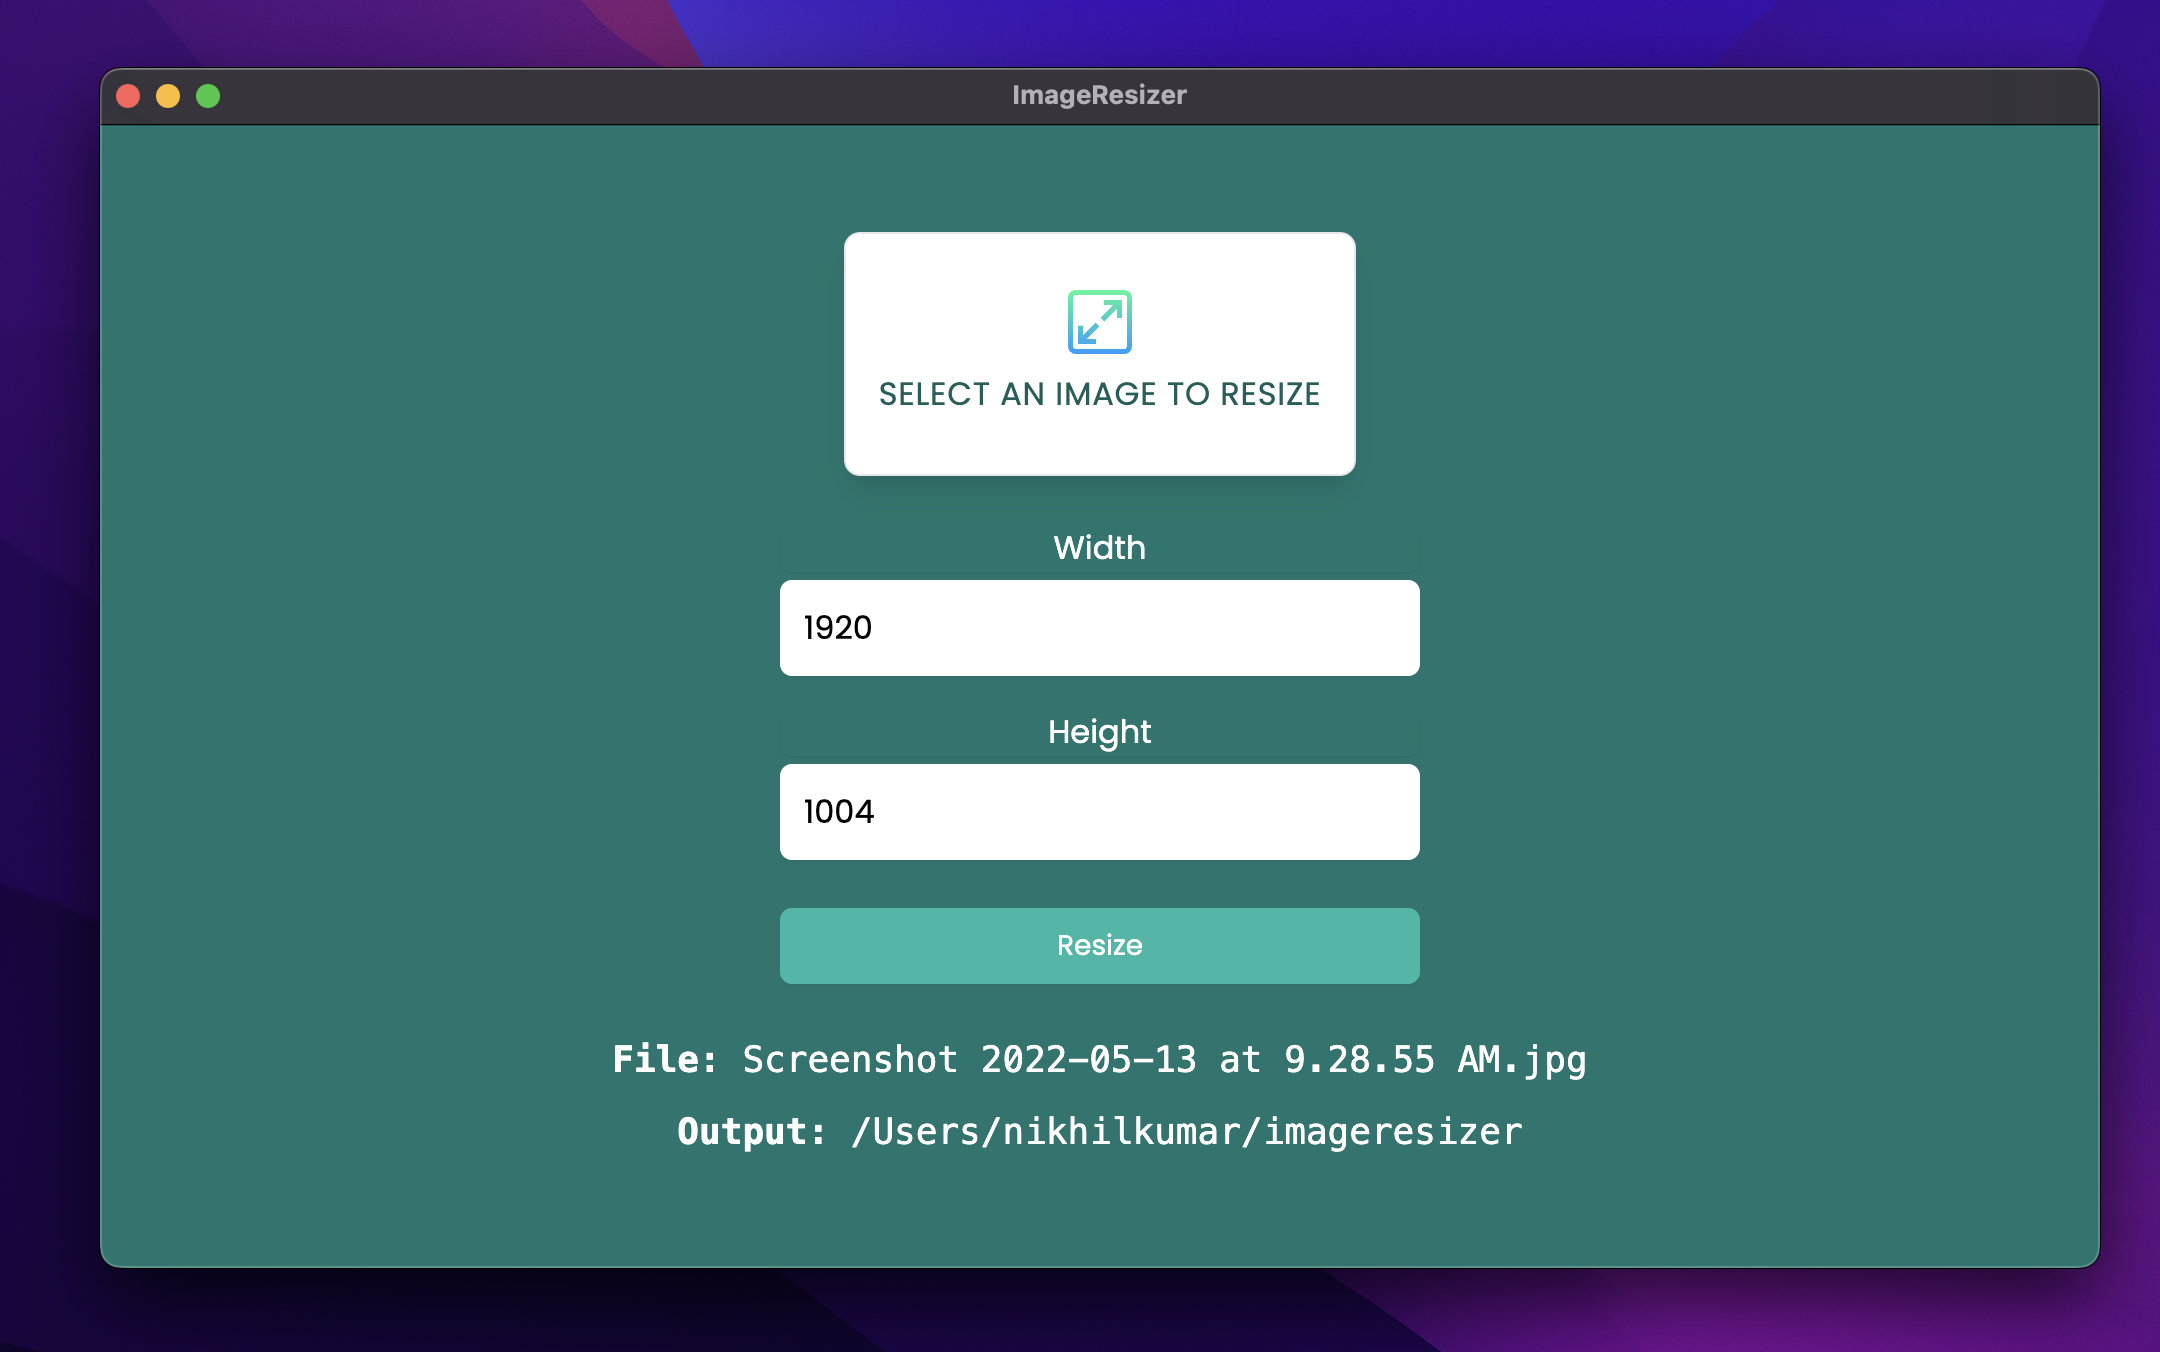 ImageResizer
SELECT AN IMAGE TO RESIZE
Width
1920
Height
1004
Resize
File: Screenshot 2022-05-13 at 9.28.55 AM.jpg
Output: /Users/nikhilkumar/imageresizer